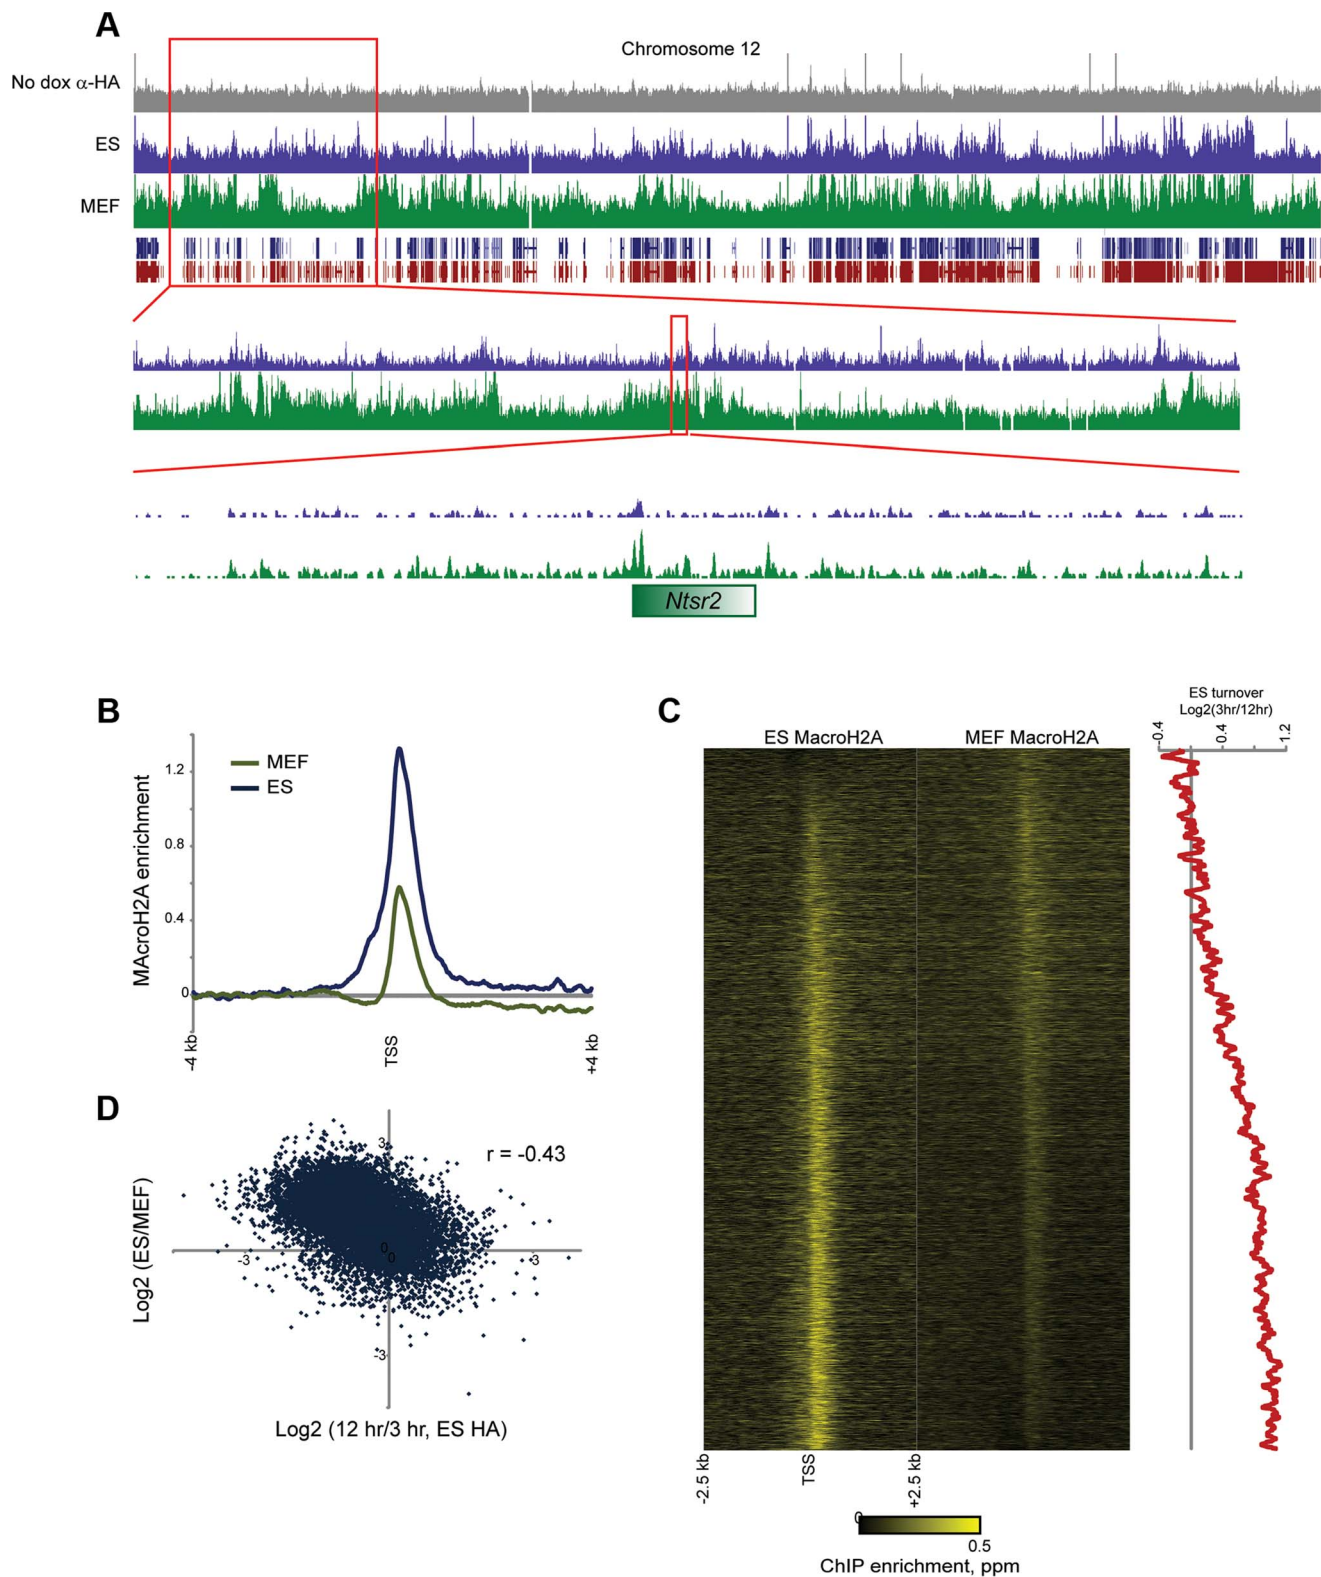 A
Chromosome 12
No dox α-HA
ES
MEF
Ntsr2
B
MEF
ES
MAcroH2A enrichment
1.2
0.8
0.4
0
-4 kb
TSS
+4 kb
C
ES turnover
Log2(3hr/12hr)
-0.4
0.4
1.2
ES MacroH2A
MEF MacroH2A
-2.5 kb
TSS
+2.5 kb
0
0.5
ChIP enrichment, ppm
D
r = -0.43
Log2 (ES/MEF)
3
0
0
-3
3
-3
Log2 (12 hr/3 hr, ES HA)